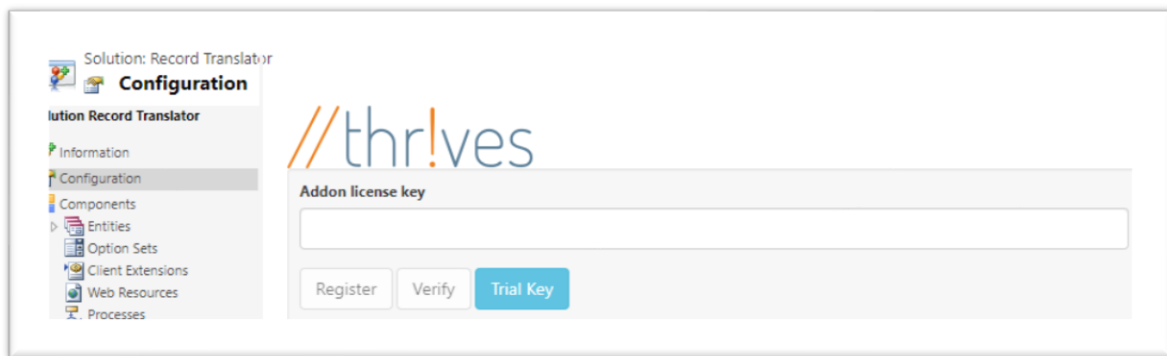 Solution: Record Translator
Configuration
lution Record Translator
Information
Configuration
Components
Entities
Option Sets
Client Extensions
Web Resources
Processes
//thr!ves
Addon license key
Register Verify Trial Key